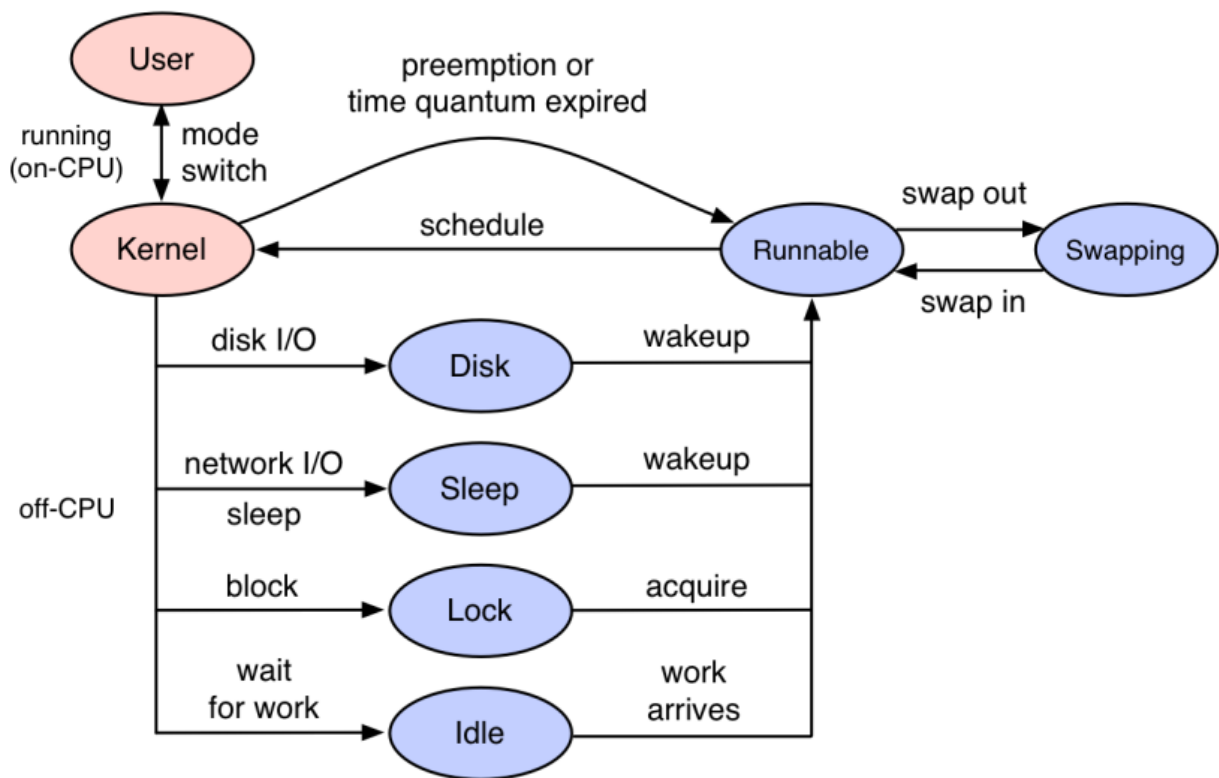 User
preemption or
time quantum expired
running
(on-CPU)
mode
switch
swap out
Kernel
schedule
Runnable
Swapping
swap in
disk I/O
Disk
wakeup
network I/O
sleep
Sleep
wakeup
off-CPU
block
Lock
acquire
wait
for work
Idle
work
arrives